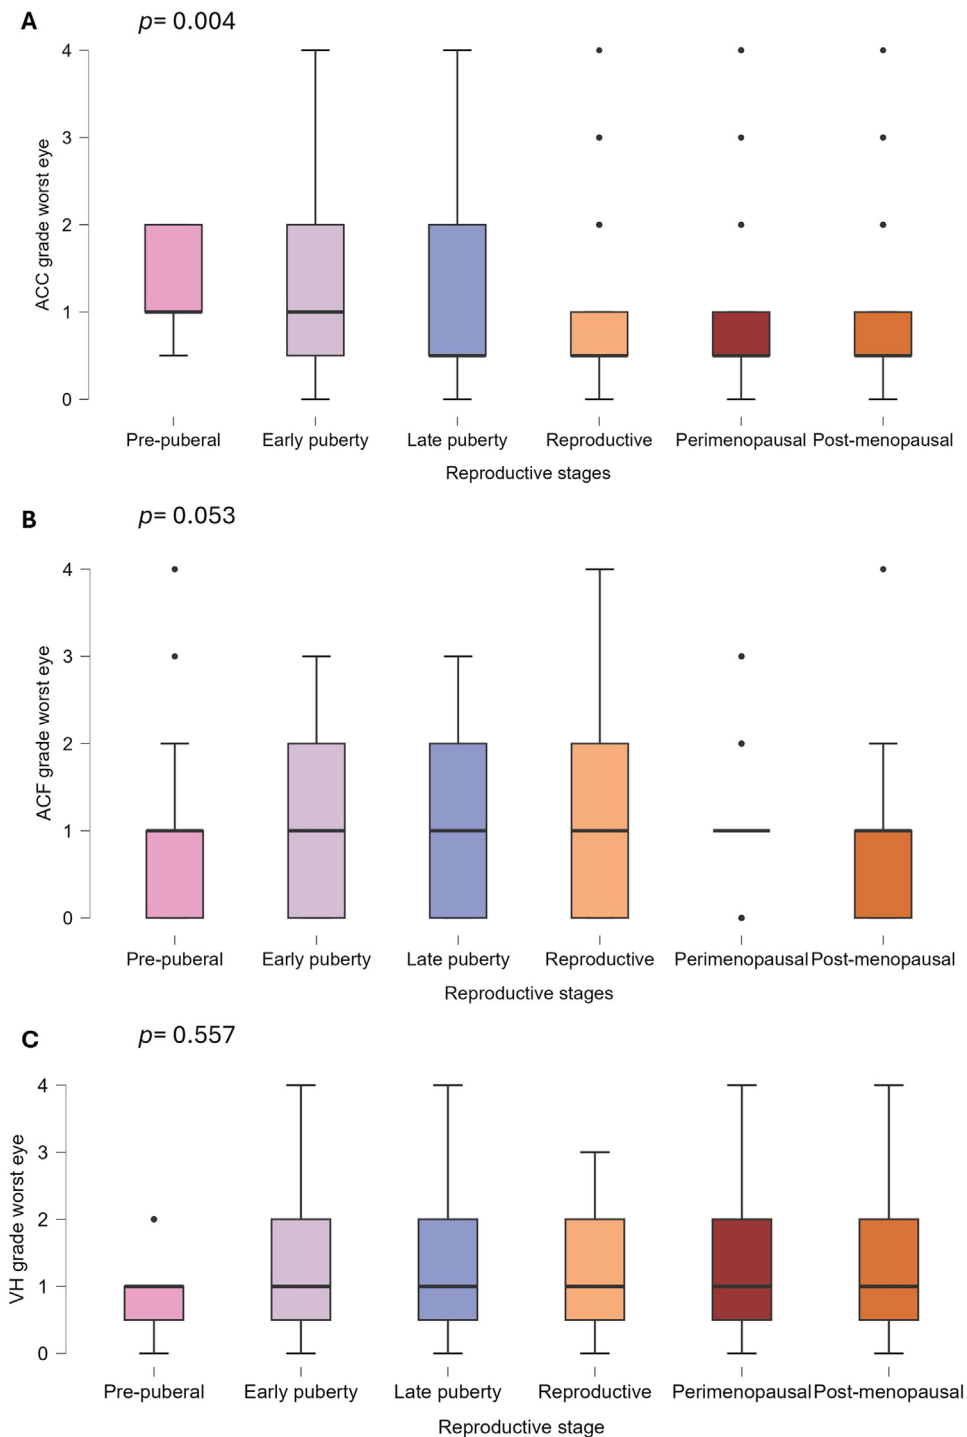 A
p= 0.004
4
3
2
1
0
ACC grade worst eye
Pre-puberal Early puberty Late puberty Reproductive Perimenopausal Post-menopausal
Reproductive stages
B
p= 0.053
4
3
2
1
0
ACF grade worst eye
Pre-puberal Early puberty Late puberty Reproductive Perimenopausal Post-menopausal
Reproductive stages
C
p= 0.557
4
3
2
1
0
VH grade worst eye
Pre-puberal Early puberty Late puberty Reproductive Perimenopausal Post-menopausal
Reproductive stage